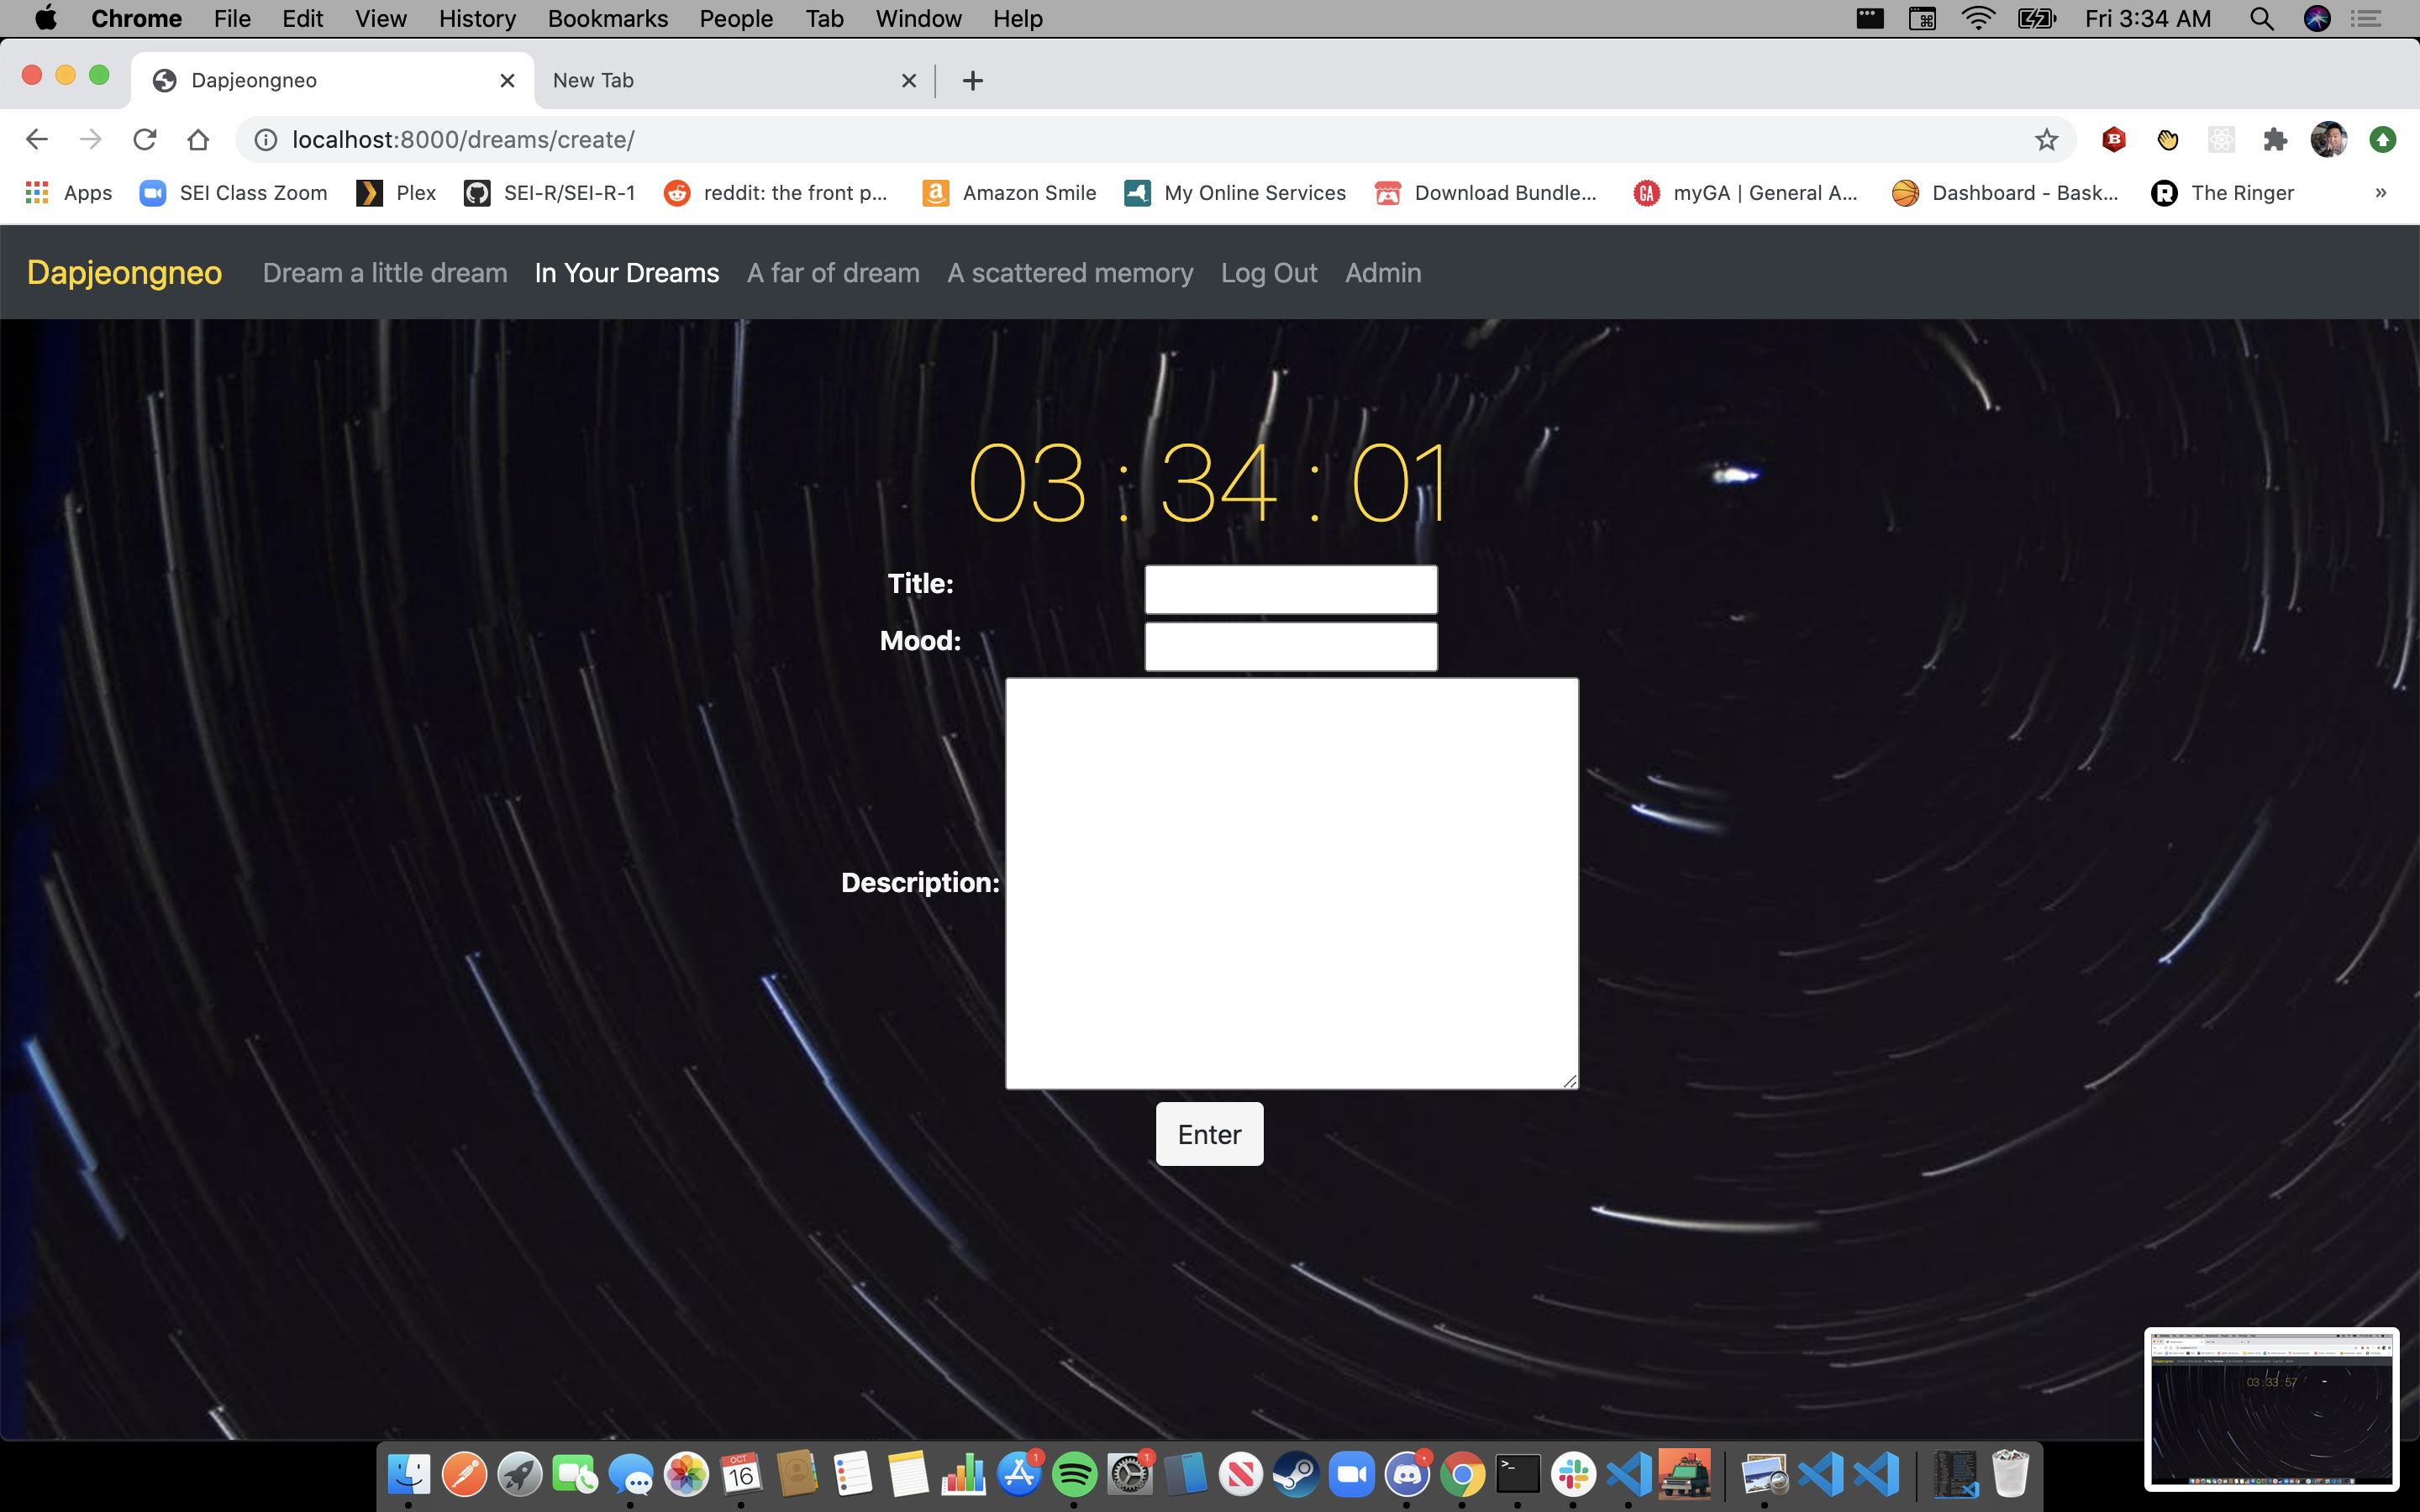 Chrome File Edit View History Bookmarks People Tab Window Help Fri 3:34 AM
Dapjeongneo New Tab
localhost:8000/dreams/create/
Apps SEI Class Zoom Plex SEI-R/SEI-R-1 reddit: the front p... Amazon Smile My Online Services Download Bundle... GA myGA | General A... Dashboard - Bask... R The Ringer »
Dapjeongneo Dream a little dream In Your Dreams A far of dream A scattered memory Log Out Admin
03 : 34 : 01
Title:
Mood:
Description:
Enter
03 : 33 : 57
OCT
16
1
1